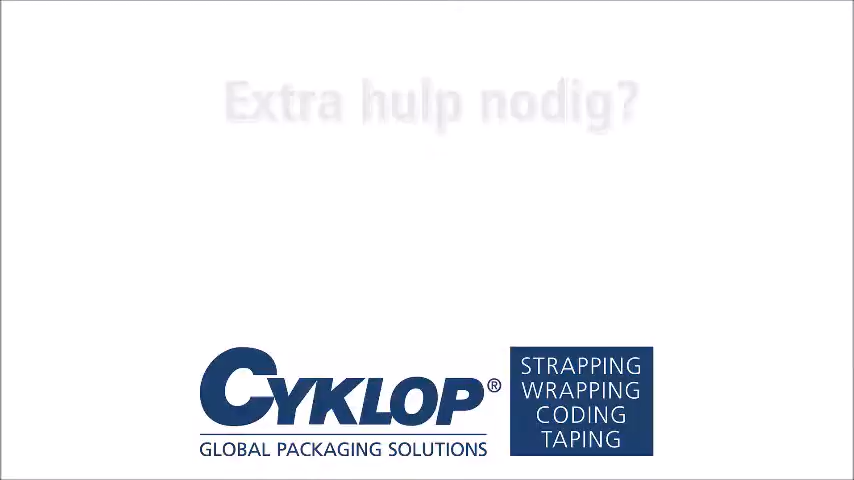 Extra hulp nodig?
CYKLOP®
GLOBAL PACKAGING SOLUTIONS
STRAPPING
WRAPPING
CODING
TAPING